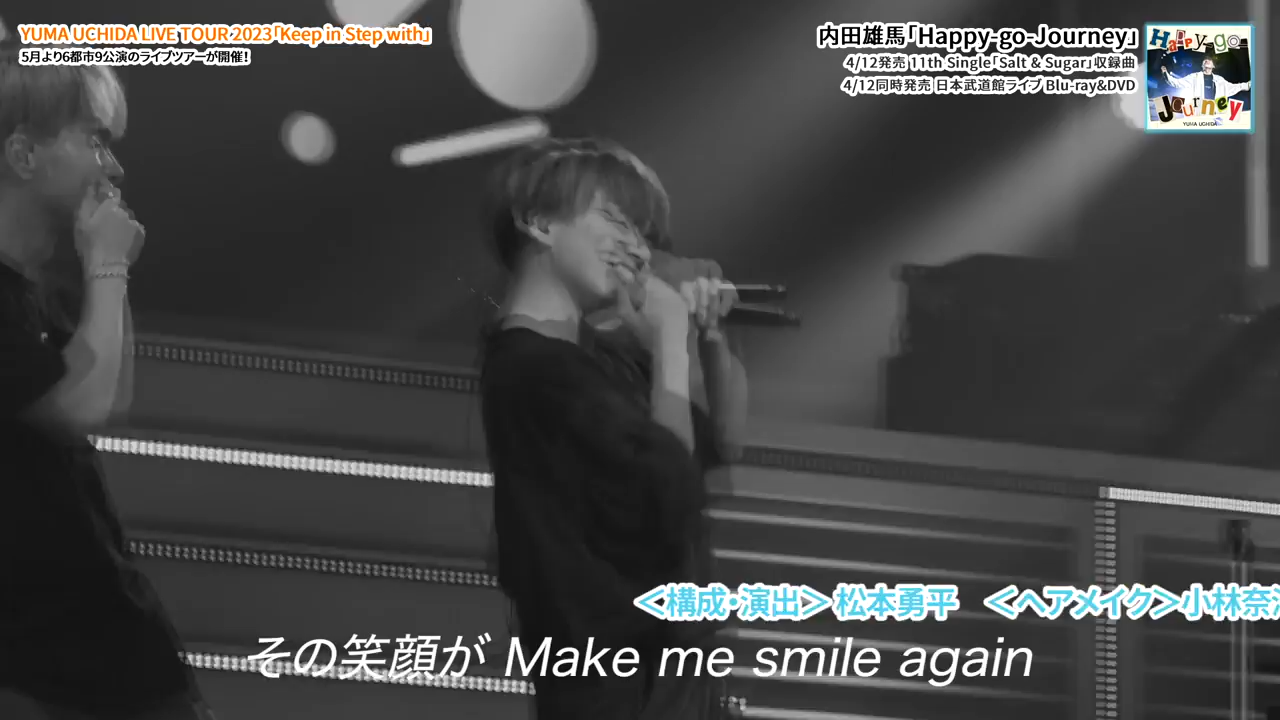 YUMA UCHIDA LIVE TOUR 2023「Keep in Step with」
5月より6都市9公演のライブツアーが開催!
内田雄馬「Happy-go-Journey」
4/12発売 11th Single「Salt & Sugar」収録曲
4/12同時発売 日本武道館ライブ Blu-ray&DVD
Happy-go
Journey
YUMA UCHIDA
<構成・演出> 松本勇平 <ヘアメイク>小林奈
その笑顔が Make me smile again